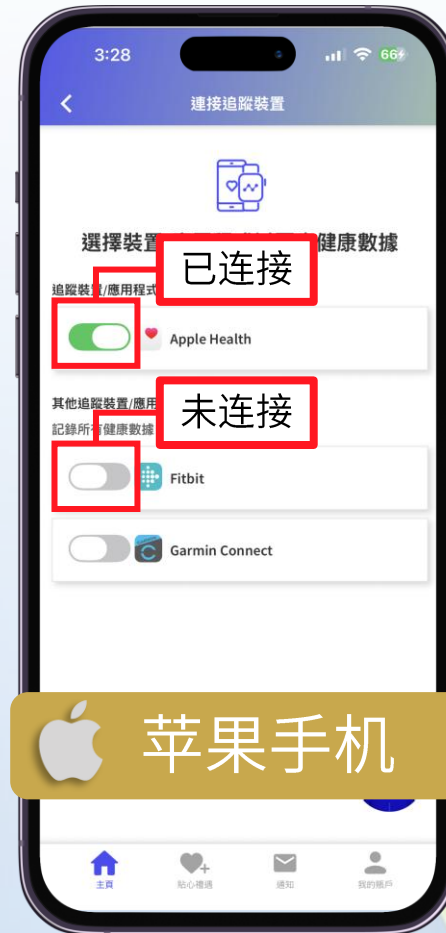 3:28
66
連接追蹤裝置
選擇裝置
健康數據
已连接
追蹤裝置/應用程式
Apple Health
其他追蹤裝置/應用
未连接
記錄所有健康數據
Fitbit
Garmin Connect
苹果手机
主頁
貼心禮遇
通知
我的賬戶